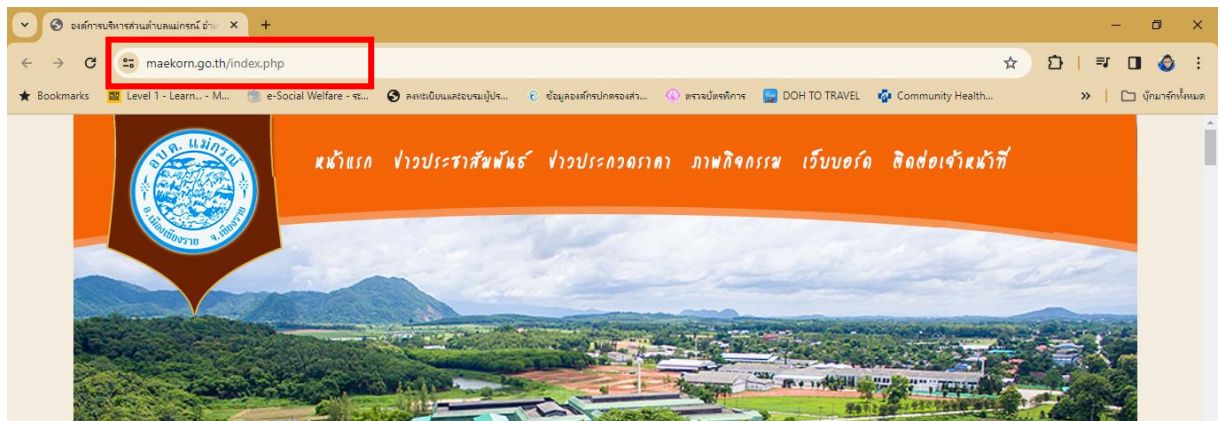 องค์การบริหารส่วนตำบลแม่กรณ์ อำเภ
maekorn.go.th/index.php
Bookmarks Level 1 - Learn... - M... e-Social Welfare - ระ... ลงทะเบียนและอบรมผู้ปร... ข้อมูลองค์กรปกครองส่ว... ตรวจบัตรพิการ DOH TO TRAVEL Community Health... » บุ๊กมาร์กทั้งหมด
อบต. แม่กรณ์
อ.เมืองเชียงราย จ.เชียงราย
หน้าแรก ข่าวประชาสัมพันธ์ ข่าวประกวดราคา ภาพกิจกรรม เว็บบอร์ด ติดต่อเจ้าหน้าที่